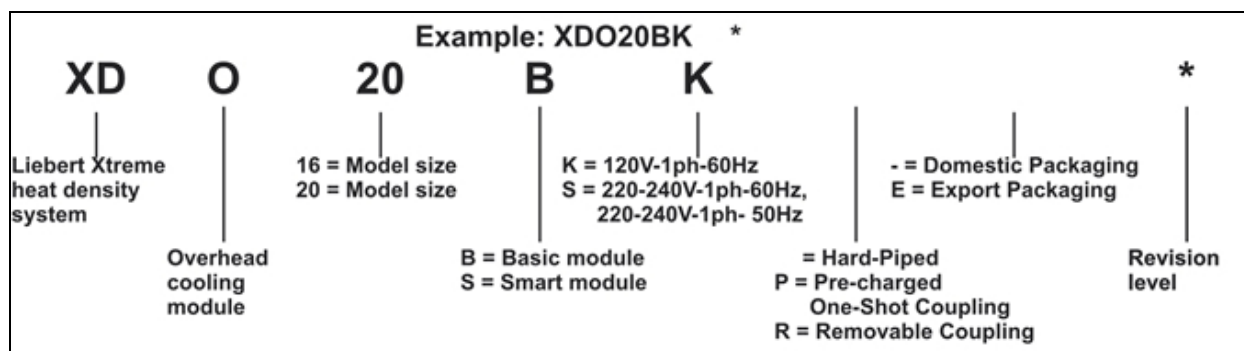 Example: XDO20BK *
XD O 20 B K *
Liebert Xtreme
heat density
system
16 = Model size
20 = Model size
K = 120V-1ph-60Hz
S = 220-240V-1ph-60Hz,
220-240V-1ph- 50Hz
- = Domestic Packaging
E = Export Packaging
Overhead
cooling
module
B = Basic module
S = Smart module
= Hard-Piped
P = Pre-charged
One-Shot Coupling
R = Removable Coupling
Revision
level